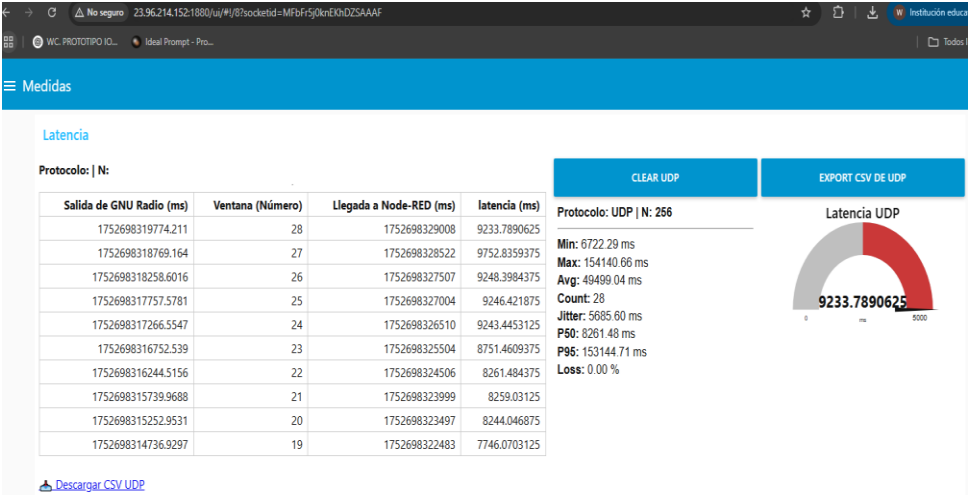 No seguro 23.96.214.152:1880/ui/#!/8?socketid=MFbFrSj0knEKhDZSAAAF
W Institución educa
WC. PROTOTIPO IO... Ideal Prompt - Pro...
Todos l
Medidas
Latencia
Protocolo: | N:
Salida de GNU Radio (ms) Ventana (Número) Llegada a Node-RED (ms) latencia (ms)
1752698319774.211 28 1752698329008 9233.7890625
1752698318769.164 27 1752698328522 9752.8359375
1752698318258.6016 26 1752698327507 9248.3984375
1752698317757.5781 25 1752698327004 9246.421875
1752698317266.5547 24 1752698326510 9243.4453125
1752698316752.539 23 1752698325504 8751.4609375
1752698316244.5156 22 1752698324506 8261.484375
1752698315739.9688 21 1752698323999 8259.03125
1752698315252.9531 20 1752698323497 8244.046875
1752698314736.9297 19 1752698322483 7746.0703125
Descargar CSV UDP
CLEAR UDP
EXPORT CSV DE UDP
Protocolo: UDP | N: 256
Min: 6722.29 ms
Max: 154140.66 ms
Avg: 49499.04 ms
Count: 28
Jitter: 5685.60 ms
P50: 8261.48 ms
P95: 153144.71 ms
Loss: 0.00 %
Latencia UDP
9233.7890625
0 ms 5000